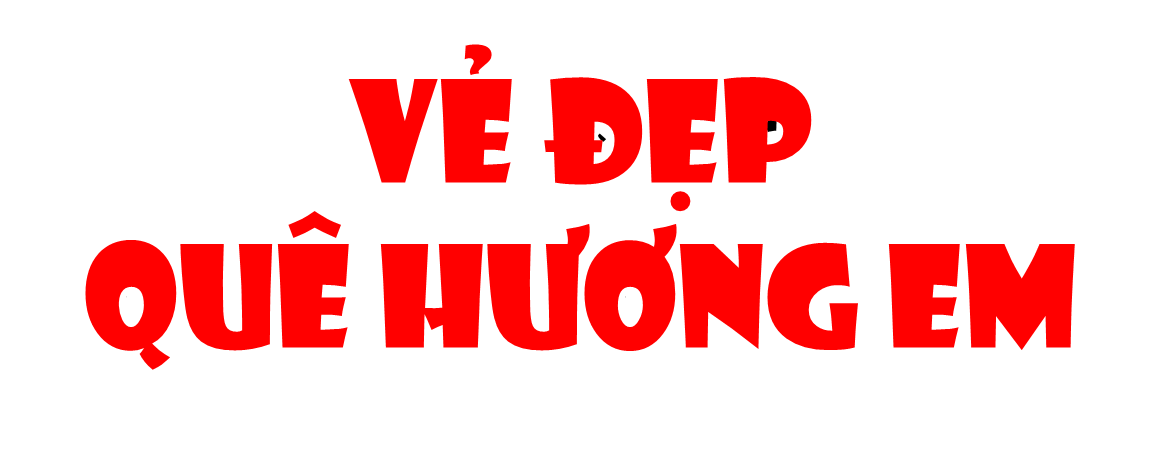 VẺ ĐẸP
QUÊ HƯƠNG EM